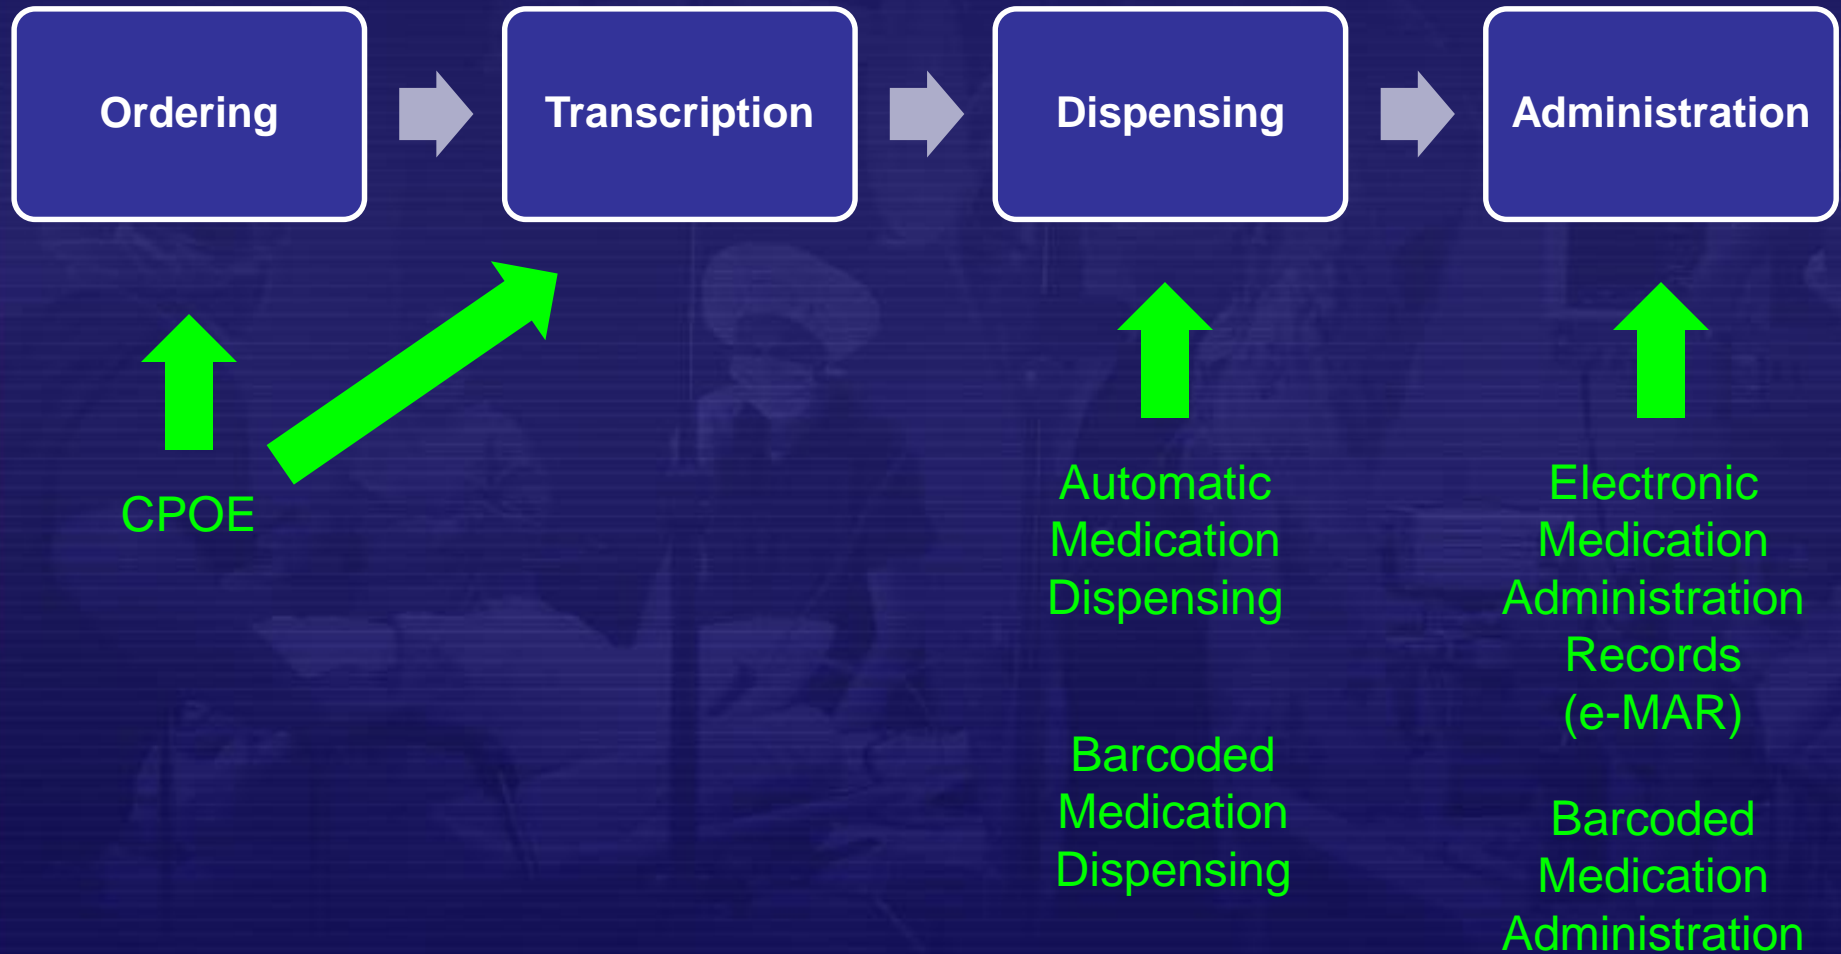 Ordering
Transcription
Dispensing
Administration
CPOE
Automatic
Medication
Dispensing
Barcoded
Medication
Dispensing
Electronic
Medication
Administration
Records
(e-MAR)
Barcoded
Medication
Administration